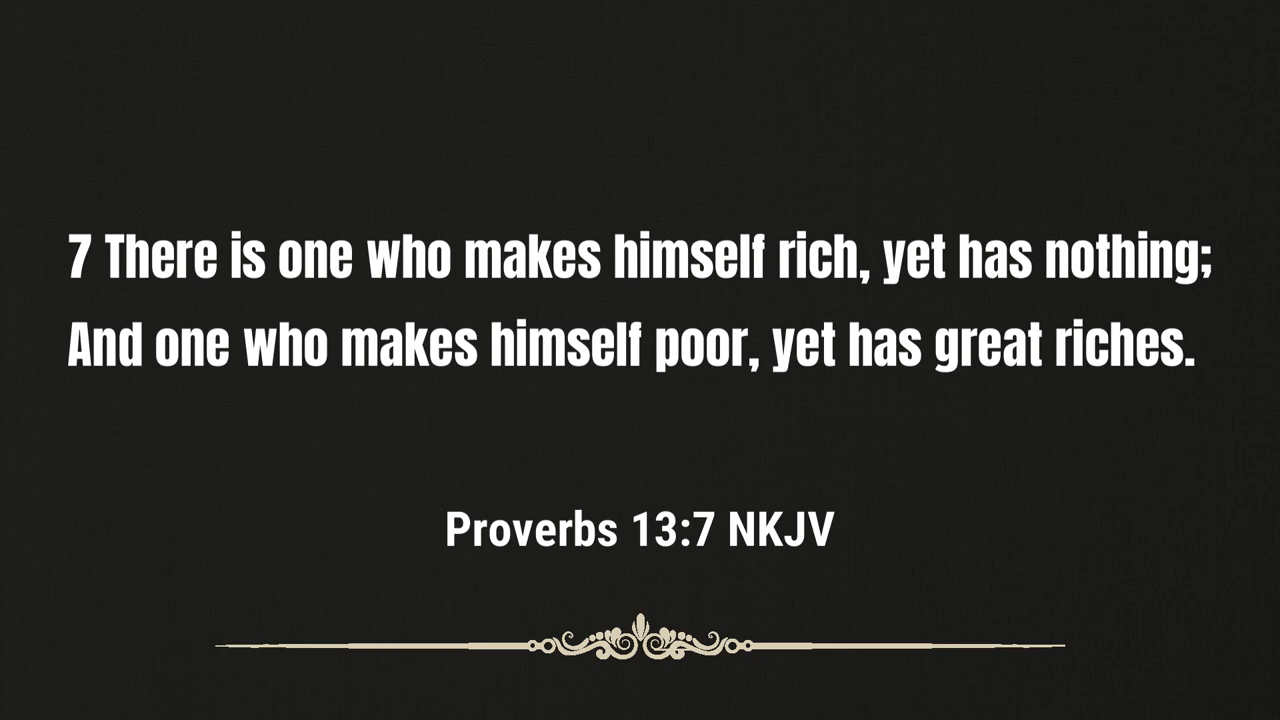 7 There is one who makes himself rich, yet has nothing;
And one who makes himself poor, yet has great riches.
Proverbs 13:7 NKJV